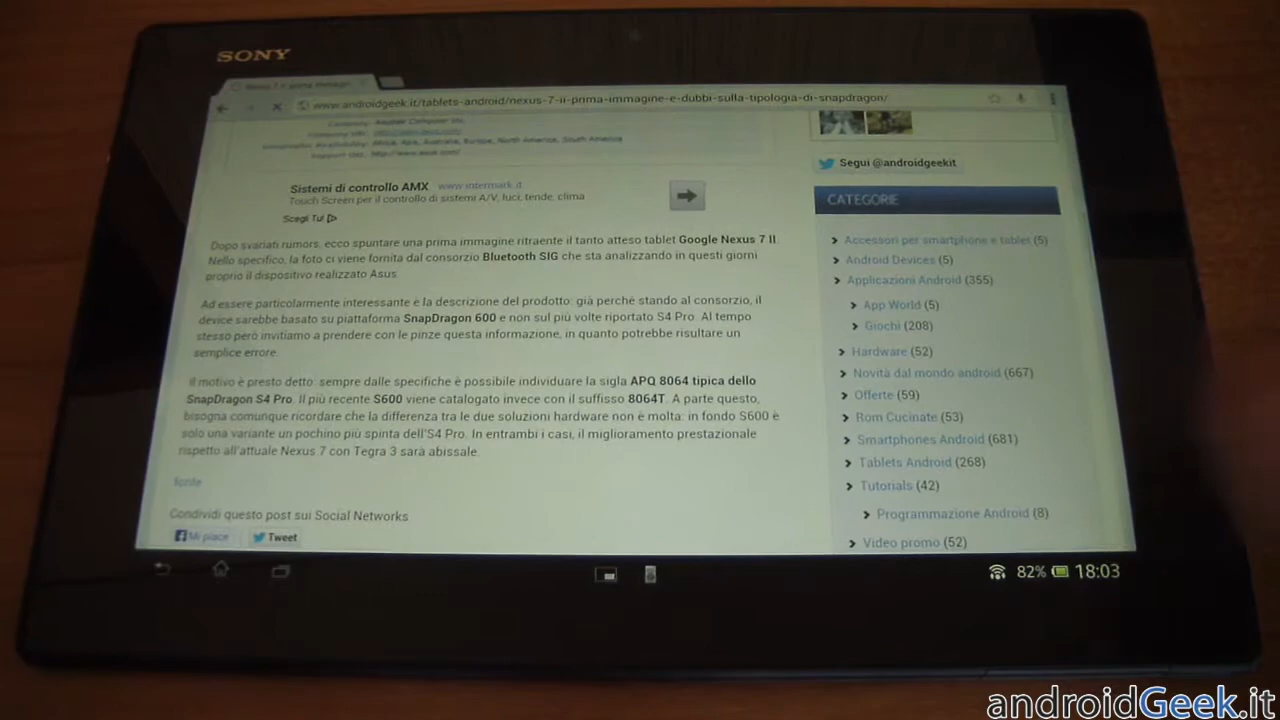 SONY
www.androidgeek.it/tablets-android/nexus-7-ii-prima-immagine-e-dubbi-sulla-tipologia-di-snapdragon/
Africa, Asia, Australia, Europe, North America, South America
Segui @androidgeekit
Sistemi di controllo AMX www.intermark.it
Touch Screen per il controllo di sistemi A/V, luci, tende, clima
Scegli Tu!
Dopo svariati rumors, ecco spuntare una prima immagine ritraente il tanto atteso tablet Google Nexus 7 II.
Nello specifico, la foto ci viene fornita dal consorzio Bluetooth SIG che sta analizzando in questi giorni
proprio il dispositivo realizzato Asus.
Ad essere particolarmente interessante è la descrizione del prodotto: già perchè stando al consorzio, il
device sarebbe basato su piattaforma SnapDragon 600 e non sul più volte riportato S4 Pro. Al tempo
stesso però invitiamo a prendere con le pinze questa informazione, in quanto potrebbe risultare un
semplice errore.
Il motivo è presto detto: sempre dalle specifiche è possibile individuare la sigla APQ 8064 tipica dello
SnapDragon S4 Pro. Il più recente S600 viene catalogato invece con il suffisso 8064T. A parte questo,
bisogna comunque ricordare che la differenza tra le due soluzioni hardware non è molta: in fondo S600 è
solo una variante un pochino più spinta dell'S4 Pro. In entrambi i casi, il miglioramento prestazionale
rispetto all'attuale Nexus 7 con Tegra 3 sarà abissale.
fonte
Condividi questo post sui Social Networks
Mi piace
Tweet
CATEGORIE
Accessori per smartphone e tablet (5)
Android Devices (5)
Applicazioni Android (355)
App World (5)
Giochi (208)
Hardware (52)
Novità dal mondo android (667)
Offerte (59)
Rom Cucinate (53)
Smartphones Android (681)
Tablets Android (268)
Tutorials (42)
Programmazione Android (8)
Video promo (52)
82% 18:03
androidGeek.it